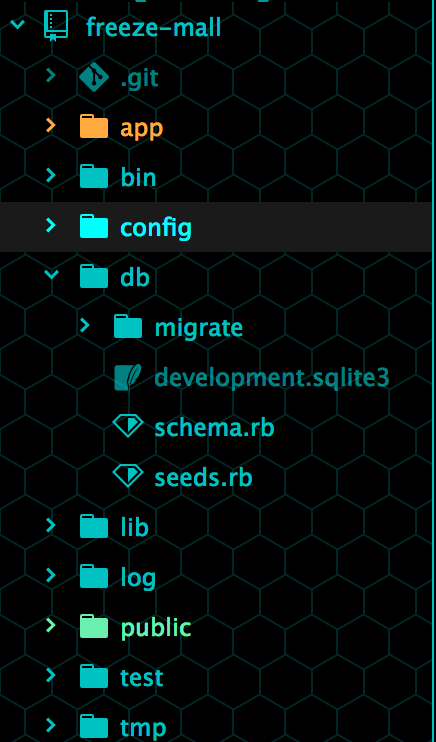 freeze-mall
.git
app
bin
config
db
migrate
development.sqlite3
schema.rb
seeds.rb
lib
log
public
test
tmp